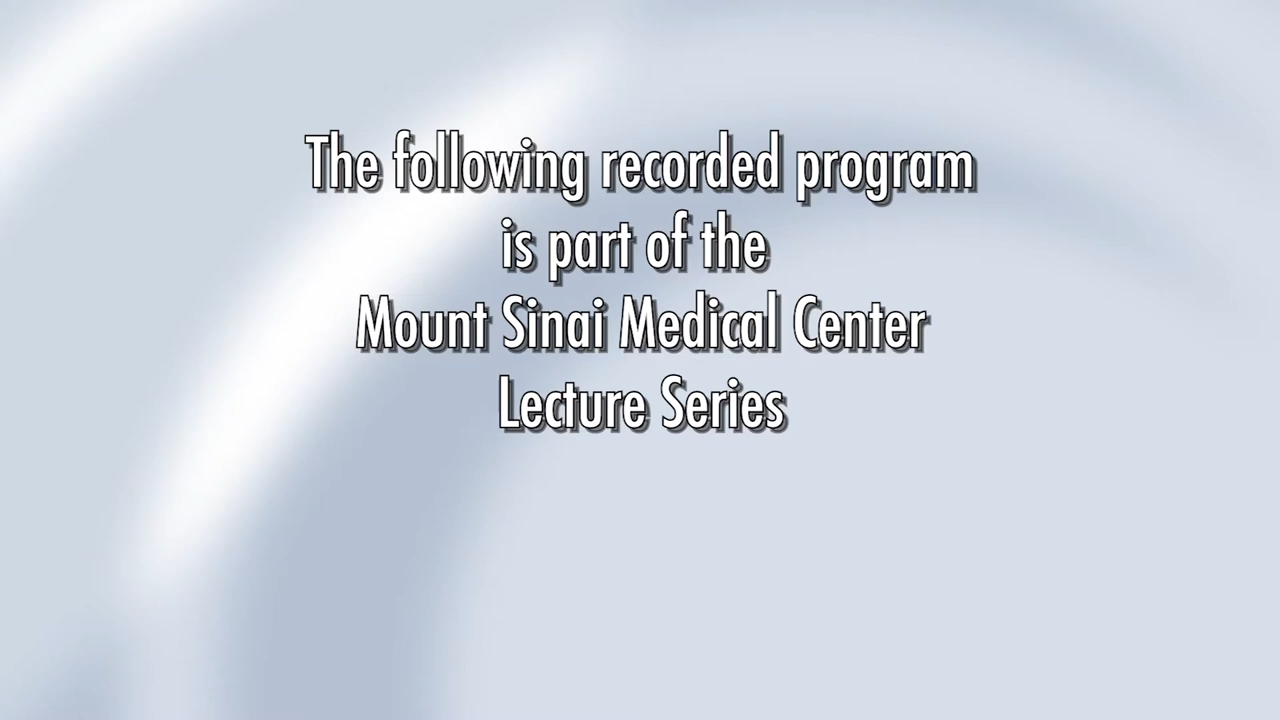 The following recorded program
is part of the
Mount Sinai Medical Center
Lecture Series